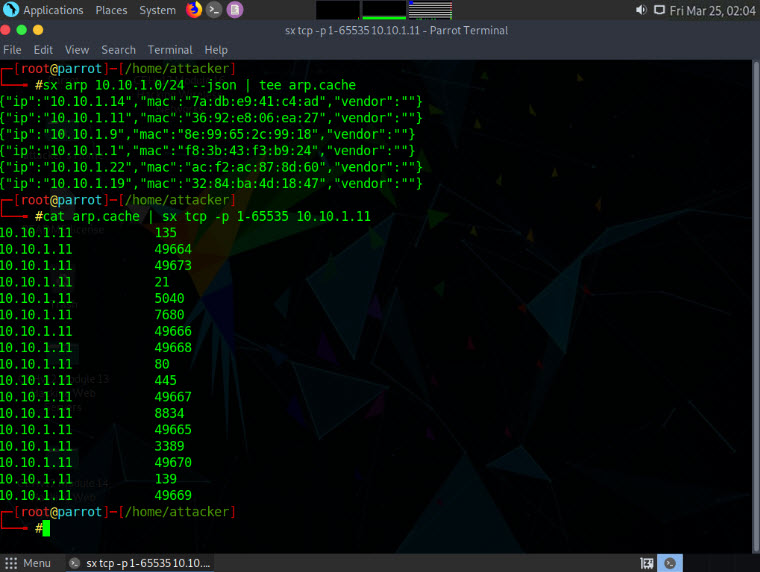 Applications Places System Fri Mar 25, 02:04
sx tcp -p 1-65535 10.10.1.11 - Parrot Terminal
File Edit View Search Terminal Help
┌─[root@parrot]─[/home/attacker]
└──╼ #sx arp 10.10.1.0/24 --json | tee arp.cache
{"ip":"10.10.1.14","mac":"7a:db:e9:41:c4:ad","vendor":""}
{"ip":"10.10.1.11","mac":"36:92:e8:06:ea:27","vendor":""}
{"ip":"10.10.1.9","mac":"8e:99:65:2c:99:18","vendor":""}
{"ip":"10.10.1.1","mac":"f8:3b:43:f3:b9:24","vendor":""}
{"ip":"10.10.1.22","mac":"ac:f2:ac:87:8d:60","vendor":""}
{"ip":"10.10.1.19","mac":"32:84:ba:4d:18:47","vendor":""}
┌─[root@parrot]─[/home/attacker]
└──╼ #cat arp.cache | sx tcp -p 1-65535 10.10.1.11
10.10.1.11 135
10.10.1.11 49664
10.10.1.11 49673
10.10.1.11 21
10.10.1.11 5040
10.10.1.11 7680
10.10.1.11 49666
10.10.1.11 49668
10.10.1.11 80
10.10.1.11 445
10.10.1.11 49667
10.10.1.11 8834
10.10.1.11 49665
10.10.1.11 3389
10.10.1.11 49670
10.10.1.11 139
10.10.1.11 49669
┌─[root@parrot]─[/home/attacker]
└──╼ #
Menu sx tcp -p 1-65535 10.10....